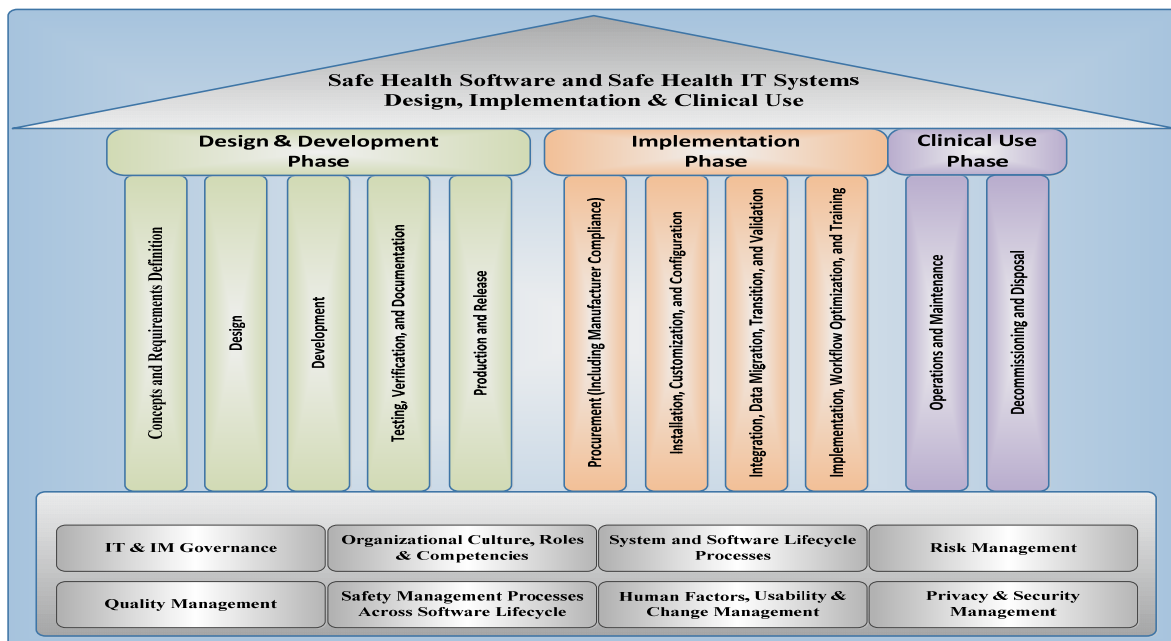 Safe Health Software and Safe Health IT Systems
Design, Implementation & Clinical Use
Design & Development
Phase
Implementation
Phase
Clinical Use
Phase
Concepts and Requirements Definition
Design
Development
Testing, Verification, and Documentation
Production and Release
Procurement (Including Manufacturer Compliance)
Installation, Customization, and Configuration
Integration, Data Migration, Transition, and Validation
Implementation, Workflow Optimization, and Training
Operations and Maintenance
Decommissioning and Disposal
IT & IM Governance
Organizational Culture, Roles
& Competencies
System and Software Lifecycle
Processes
Risk Management
Quality Management
Safety Management Processes
Across Software Lifecycle
Human Factors, Usability &
Change Management
Privacy & Security
Management